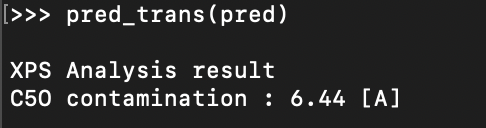 [>>> pred_trans(pred)
XPS Analysis result
C5O contamination : 6.44 [A]